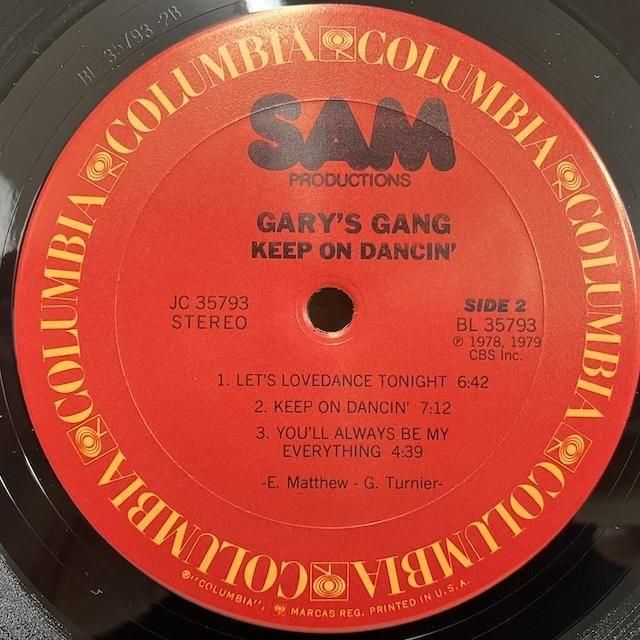 BL 35793 2B
COLUMBIA COLUMBIA COLUMBIA COLUMBIA COLUMBIA COLUMBIA
SAM
PRODUCTIONS
GARY'S GANG
KEEP ON DANCIN'
JC 35793
STEREO
SIDE 2
BL 35793
℗ 1978, 1979
CBS Inc.
1. LET'S LOVEDANCE TONIGHT 6:42
2. KEEP ON DANCIN' 7:12
3. YOU'LL ALWAYS BE MY
EVERYTHING 4:39
-E. Matthew - G. Turnier-
®"COLUMBIA", MARCAS REG. PRINTED IN U.S.A.